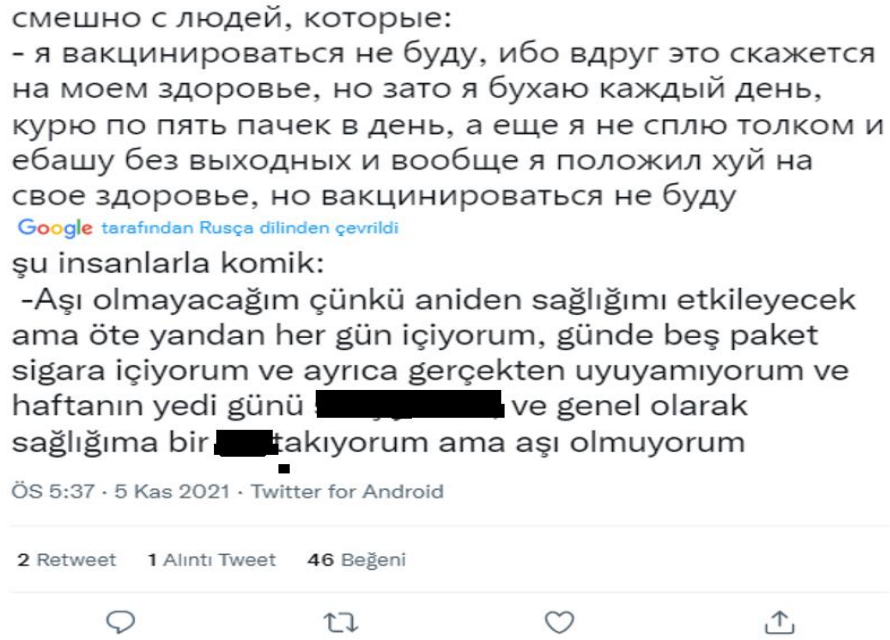 смешно с людей, которые:
- я вакцинироваться не буду, ибо вдруг это скажется
на моем здоровье, но зато я бухаю каждый день,
курю по пять пачек в день, а еще я не сплю толком и
ебашу без выходных и вообще я положил хуй на
свое здоровье, но вакцинироваться не буду
Google tarafından Rusça dilinden çevrildi
şu insanlarla komik:
-Aşı olmayacağım çünkü aniden sağlığımı etkileyecek
ama öte yandan her gün içiyorum, günde beş paket
sigara içiyorum ve ayrıca gerçekten uyuyamıyorum ve
haftanın yedi günü ve genel olarak
sağlığıma bir takıyorum ama aşı olmuyorum
ÖS 5:37 · 5 Kas 2021 · Twitter for Android
2 Retweet 1 Alıntı Tweet 46 Beğeni